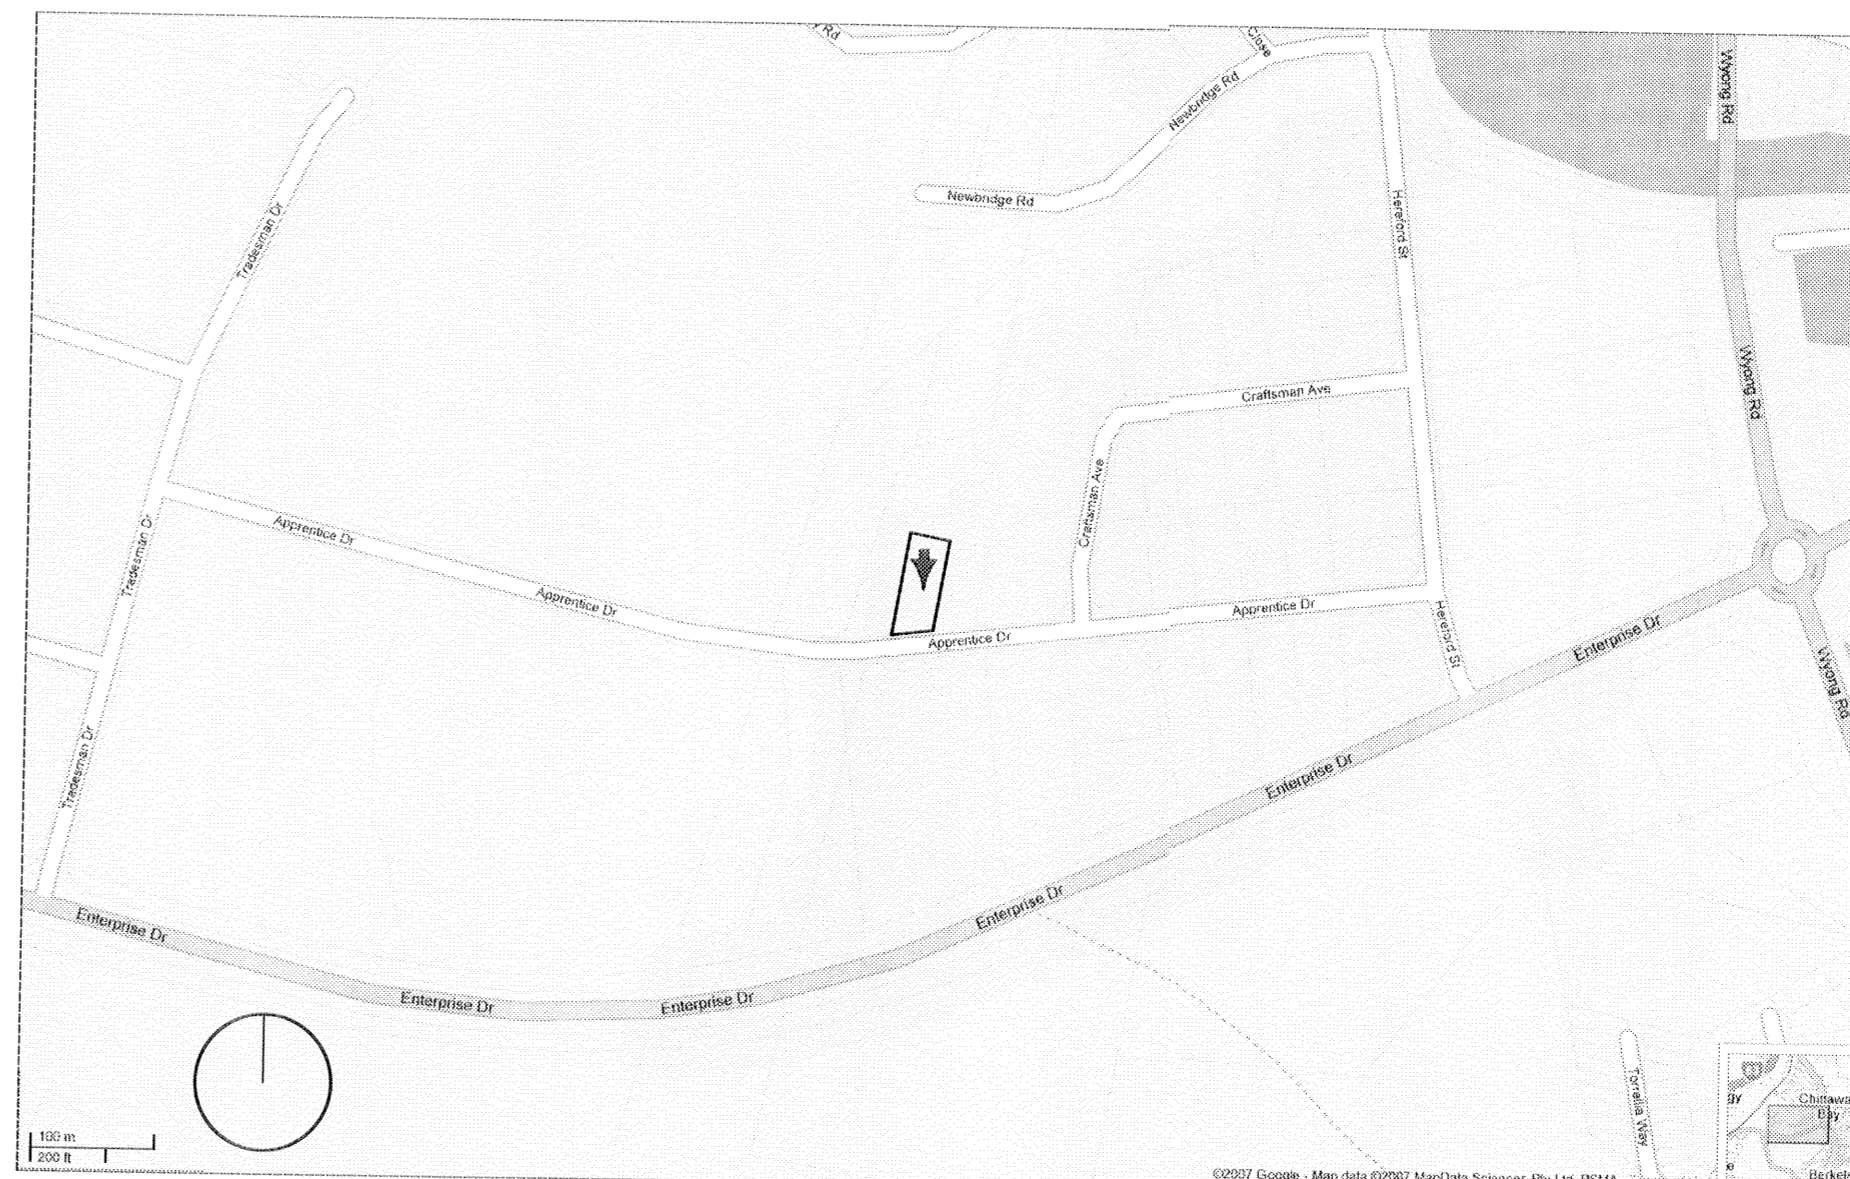 y Rd
Close
Newbridge Rd
Wyong Rd
Newbridge Rd
Hereford St
Tradesman Dr
Wyong Rd
Craftsman Ave
Craftsman Ave
Apprentice Dr
Tradesman Dr
Apprentice Dr
Apprentice Dr
Apprentice Dr
Hereford St
Enterprise Dr
Wyong Rd
Tradesman Dr
Enterprise Dr
Enterprise Dr
Enterprise Dr
Enterprise Dr
Enterprise Dr
Torrellia Way
gy
Chittawa
Bay
e
Berkele
100 m
200 ft
©2007 Google - Map data ©2007 MapData Sciences Pty Ltd, PSMA